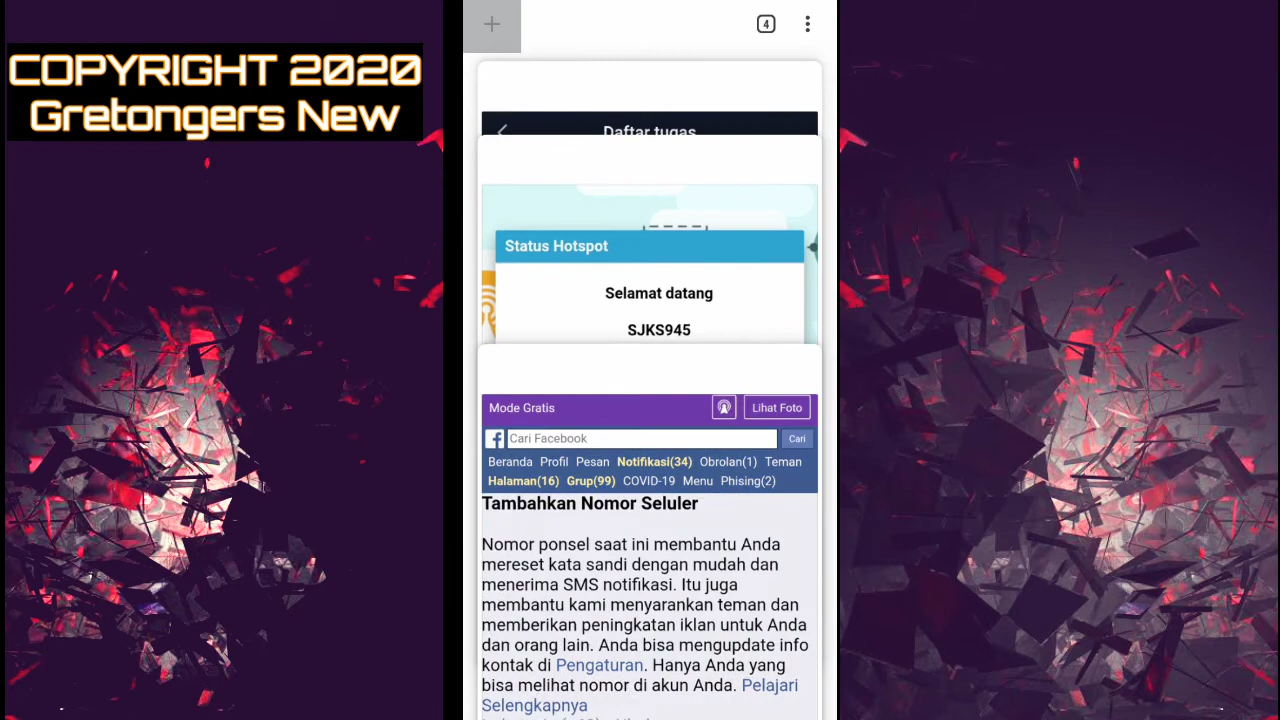 COPYRIGHT 2020
Gretongers New
4
Daftar tugas
Status Hotspot
Selamat datang
SJKS945
Mode Gratis
Lihat Foto
Cari Facebook
Cari
Beranda Profil Pesan Notifikasi(34) Obrolan(1) Teman
Halaman(16) Grup(99) COVID-19 Menu Phising(2)
Tambahkan Nomor Seluler
Nomor ponsel saat ini membantu Anda
mereset kata sandi dengan mudah dan
menerima SMS notifikasi. Itu juga
membantu kami menyarankan teman dan
memberikan peningkatan iklan untuk Anda
dan orang lain. Anda bisa mengupdate info
kontak di Pengaturan. Hanya Anda yang
bisa melihat nomor di akun Anda. Pelajari
Selengkapnya